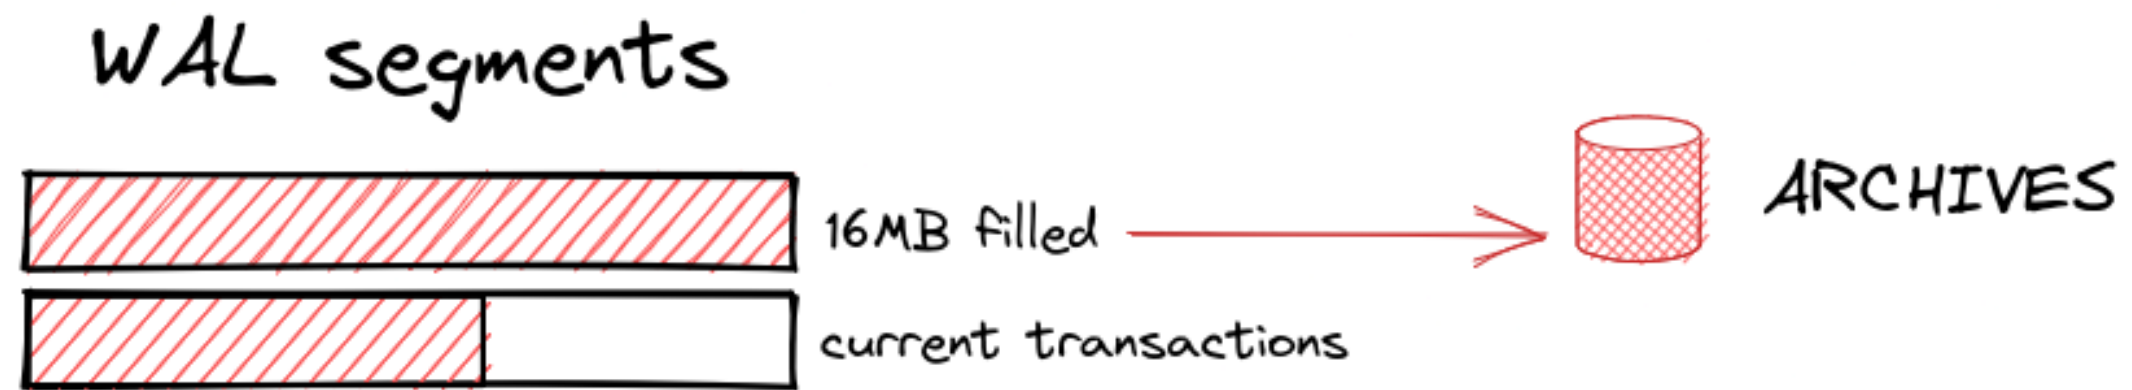 WAL segments
16MB filled
ARCHIVES
current transactions